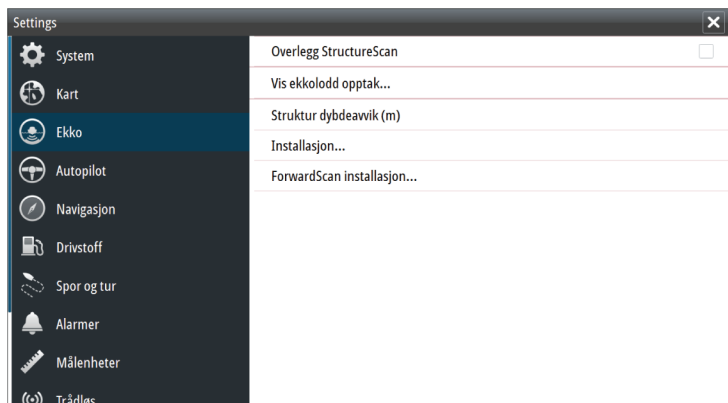 Settings
System
Kart
Ekko
Autopilot
Navigasjon
Drivstoff
Spor og tur
Alarmer
Målenheter
Trådløs
Overlegg StructureScan
Vis ekkolodd opptak...
Struktur dybdeavvik (m)
Installasjon...
ForwardScan installasjon...